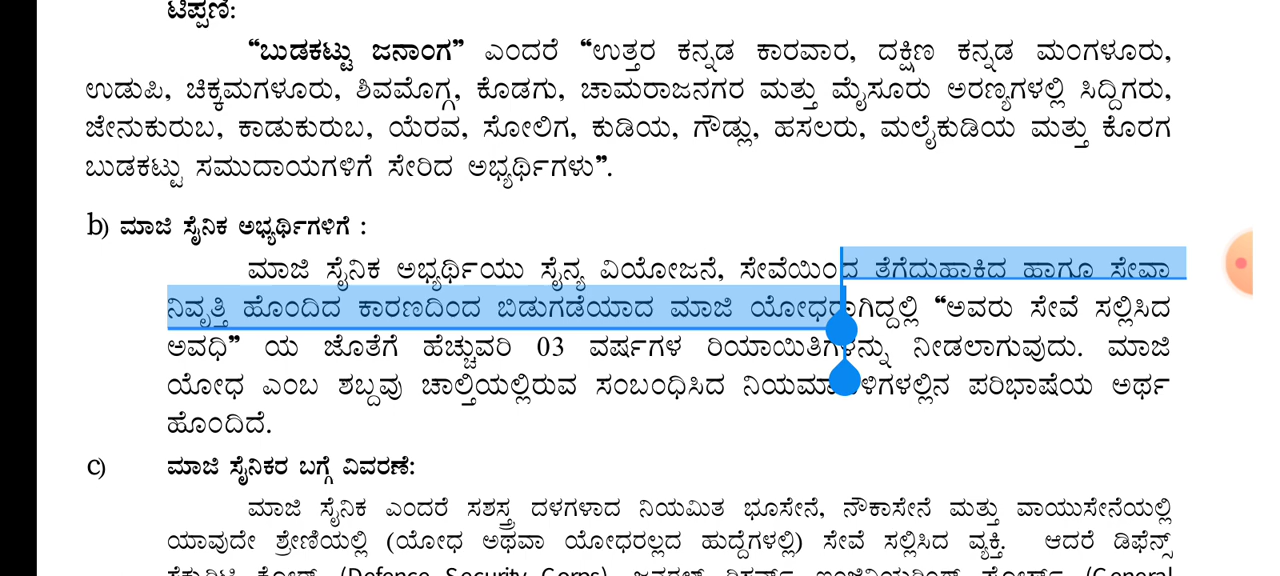 ಟಿಪ್ಪಣಿ:
“ಬುಡಕಟ್ಟು ಜನಾಂಗ” ಎಂದರೆ “ಉತ್ತರ ಕನ್ನಡ ಕಾರವಾರ, ದಕ್ಷಿಣ ಕನ್ನಡ ಮಂಗಳೂರು,
ಉಡುಪಿ, ಚಿಕ್ಕಮಗಳೂರು, ಶಿವಮೊಗ್ಗ, ಕೊಡಗು, ಚಾಮರಾಜನಗರ ಮತ್ತು ಮೈಸೂರು ಅರಣ್ಯಗಳಲ್ಲಿ ಸಿದ್ದಿಗರು,
ಜೇನುಕುರುಬ, ಕಾಡುಕುರುಬ, ಯೆರವ, ಸೋಲಿಗ, ಕುಡಿಯ, ಗೌಡ್ಲು, ಹಸಲರು, ಮಲೈಕುಡಿಯ ಮತ್ತು ಕೊರಗ
ಬುಡಕಟ್ಟು ಸಮುದಾಯಗಳಿಗೆ ಸೇರಿದ ಅಭ್ಯರ್ಥಿಗಳು”.
b) ಮಾಜಿ ಸೈನಿಕ ಅಭ್ಯರ್ಥಿಗಳಿಗೆ :
ಮಾಜಿ ಸೈನಿಕ ಅಭ್ಯರ್ಥಿಯು ಸೈನ್ಯ ವಿಯೋಜನೆ, ಸೇವೆಯಿಂದ ತೆಗೆದುಹಾಕಿದ ಹಾಗೂ ಸೇವಾ
ನಿವೃತ್ತಿ ಹೊಂದಿದ ಕಾರಣದಿಂದ ಬಿಡುಗಡೆಯಾದ ಮಾಜಿ ಯೋಧರಾಗಿದ್ದಲ್ಲಿ “ಅವರು ಸೇವೆ ಸಲ್ಲಿಸಿದ
ಅವಧಿ” ಯ ಜೊತೆಗೆ ಹೆಚ್ಚುವರಿ 03 ವರ್ಷಗಳ ರಿಯಾಯಿತಿಗಳನ್ನು ನೀಡಲಾಗುವುದು. ಮಾಜಿ
ಯೋಧ ಎಂಬ ಶಬ್ದವು ಚಾಲ್ತಿಯಲ್ಲಿರುವ ಸಂಬಂಧಿಸಿದ ನಿಯಮಾವಳಿಗಳಲ್ಲಿನ ಪರಿಭಾಷೆಯ ಅರ್ಥ
ಹೊಂದಿದೆ.
c) ಮಾಜಿ ಸೈನಿಕರ ಬಗ್ಗೆ ವಿವರಣೆ:
ಮಾಜಿ ಸೈನಿಕ ಎಂದರೆ ಸಶಸ್ತ್ರ ದಳಗಳಾದ ನಿಯಮಿತ ಭೂಸೇನೆ, ನೌಕಾಸೇನೆ ಮತ್ತು ವಾಯುಸೇನೆಯಲ್ಲಿ
ಯಾವುದೇ ಶ್ರೇಣಿಯಲ್ಲಿ (ಯೋಧ ಅಥವಾ ಯೋಧರಲ್ಲದ ಹುದ್ದೆಗಳಲ್ಲಿ) ಸೇವೆ ಸಲ್ಲಿಸಿದ ವ್ಯಕ್ತಿ. ಆದರೆ ಡಿಫೆನ್ಸ್
(Defence Security Corps), (General